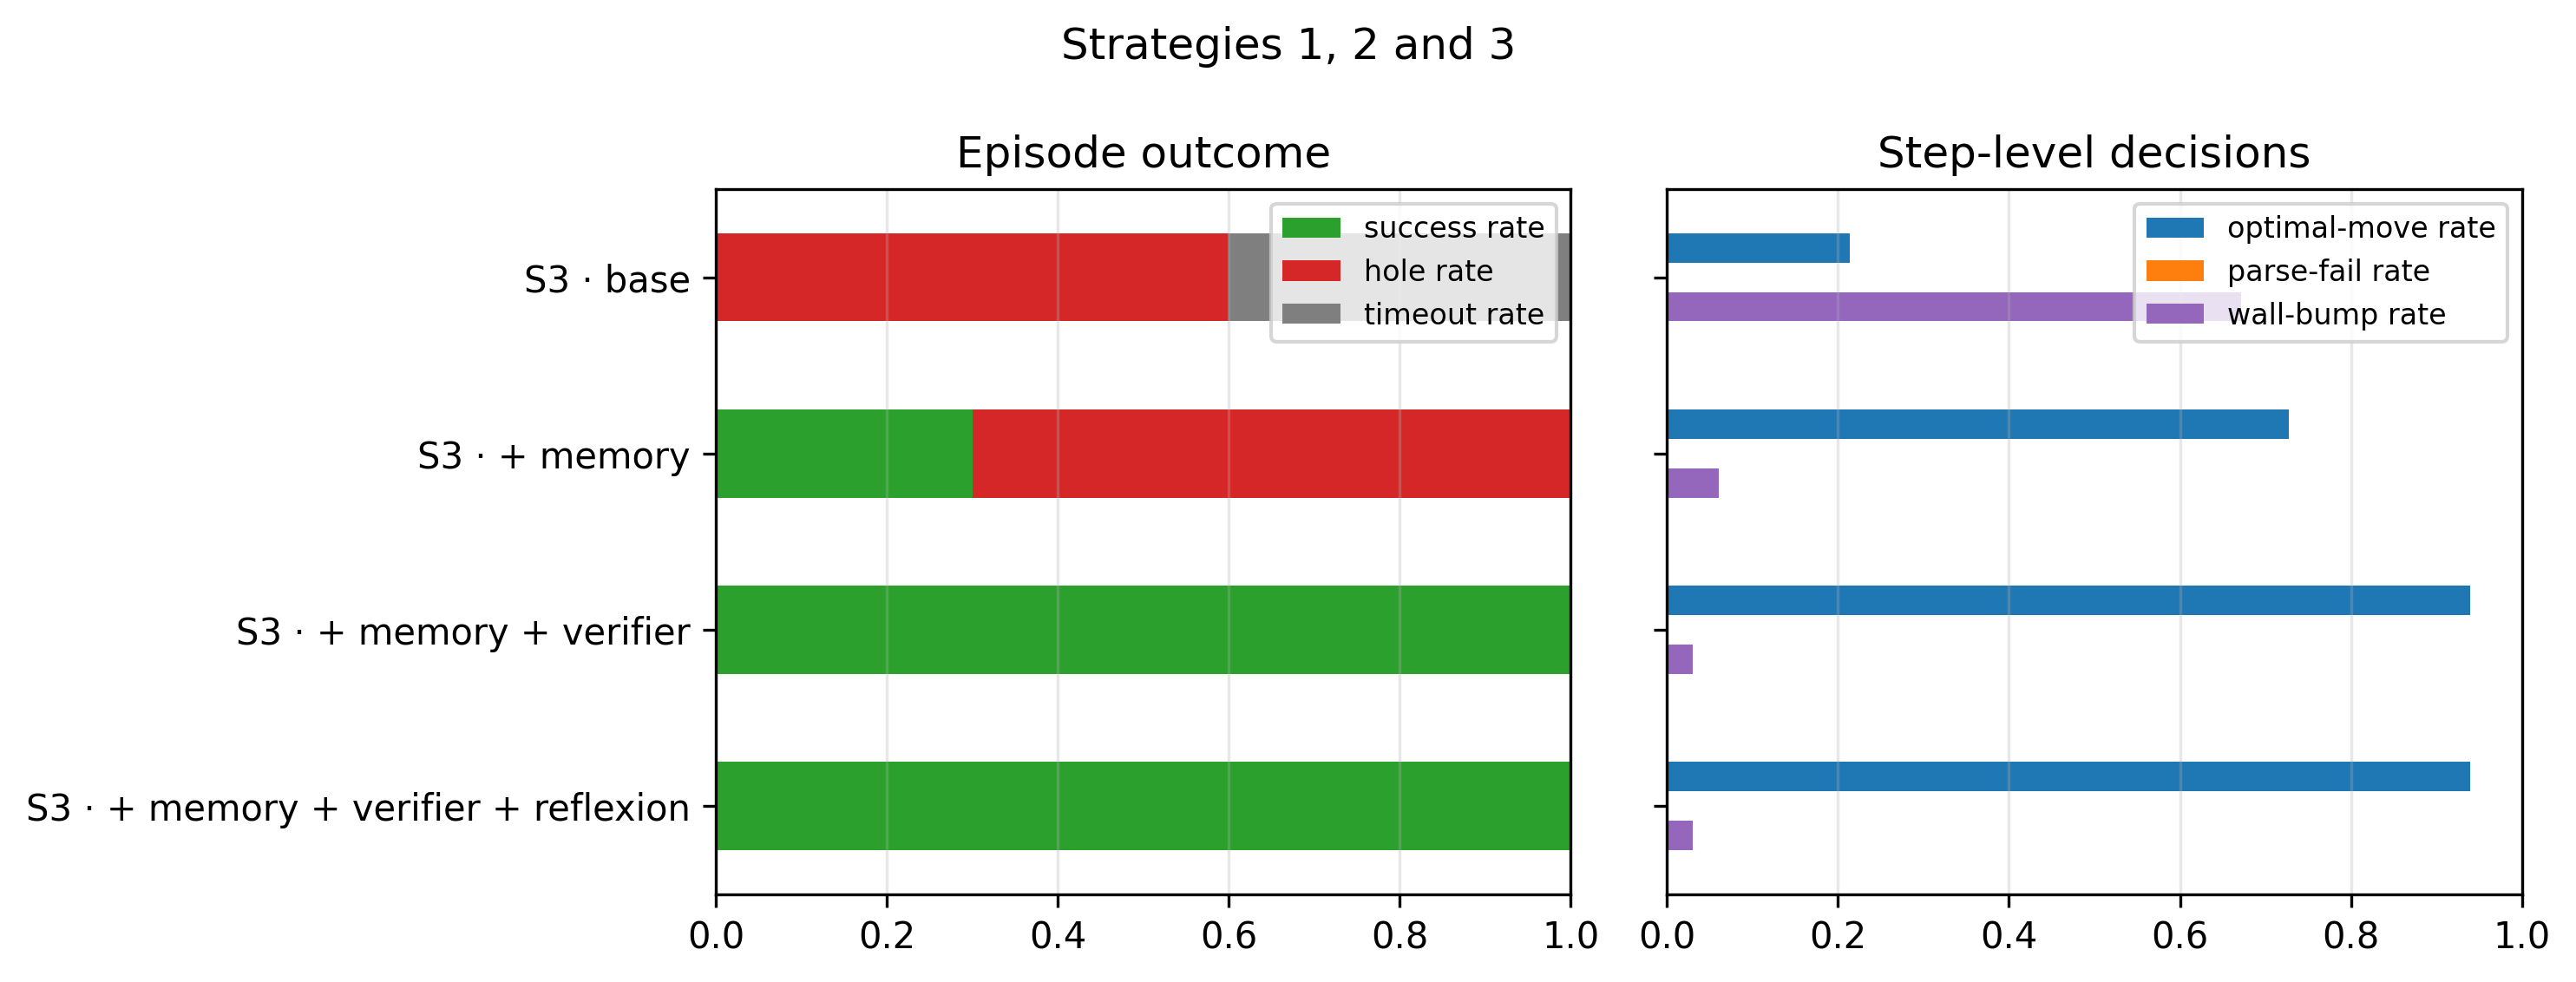 Strategies 1, 2 and 3
Episode outcome
success rate
hole rate
timeout rate
S3 · base
S3 · + memory
S3 · + memory + verifier
S3 · + memory + verifier + reflexion
0.0 0.2 0.4 0.6 0.8 1.0
Step-level decisions
optimal-move rate
parse-fail rate
wall-bump rate
0.0 0.2 0.4 0.6 0.8 1.0